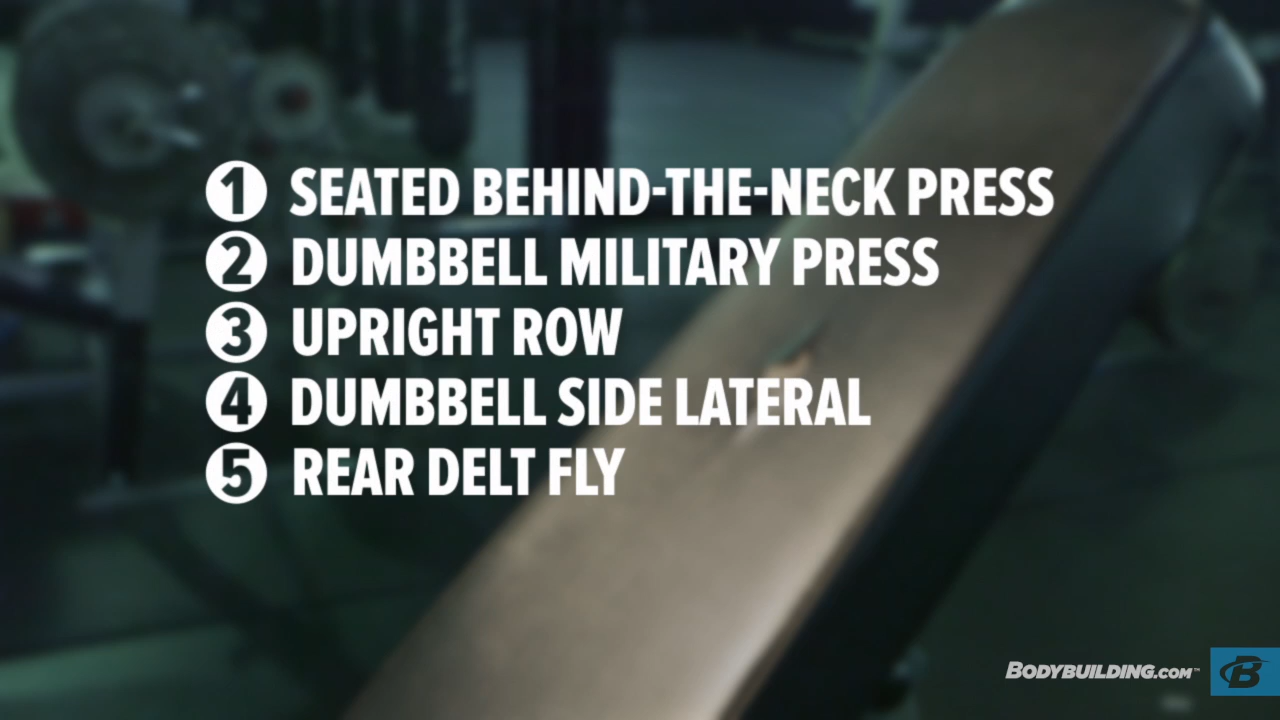 1 SEATED BEHIND-THE-NECK PRESS
2 DUMBBELL MILITARY PRESS
3 UPRIGHT ROW
4 DUMBBELL SIDE LATERAL
5 REAR DELT FLY
BODYBUILDING.COM™ B